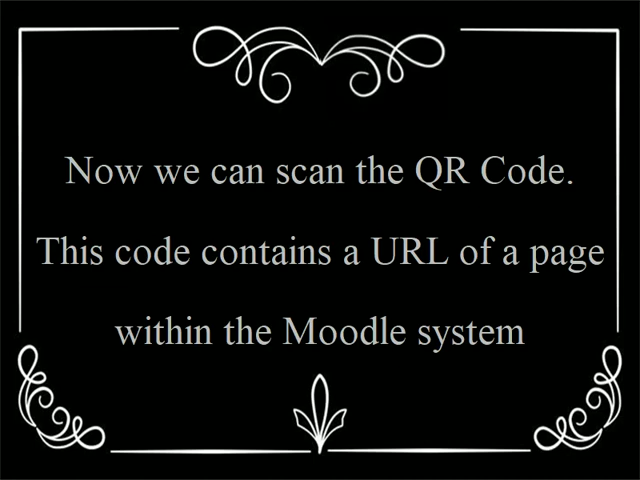 Now we can scan the QR Code.
This code contains a URL of a page
within the Moodle system